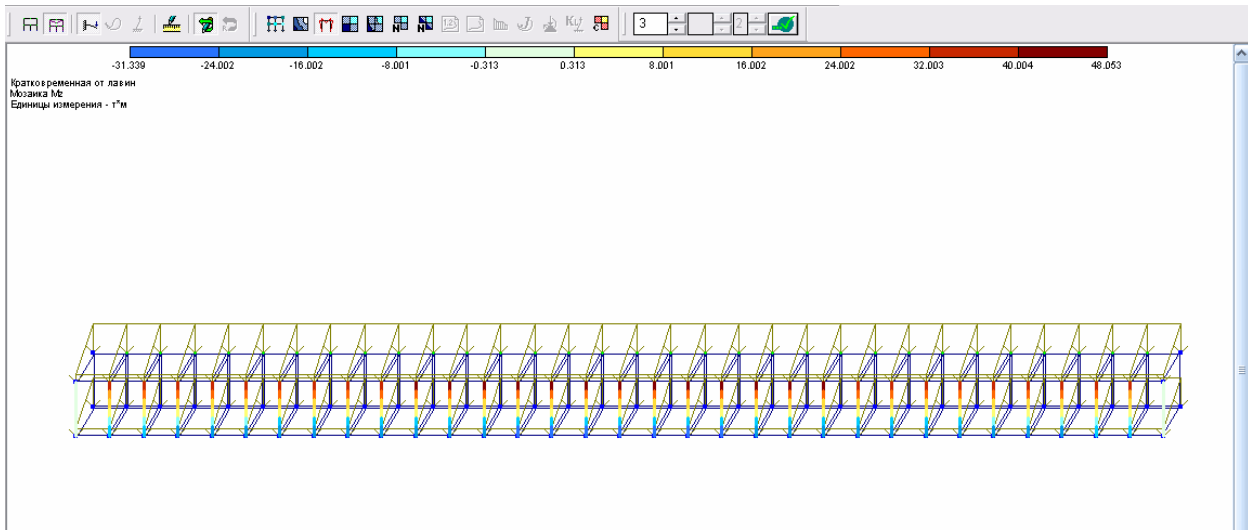 3 2
-31.339 -24.002 -16.002 -8.001 -0.313 0.313 8.001 16.002 24.002 32.003 40.004 48.053
Кратковременная от лавин
Мозаика Mz
Единицы измерения - т*м